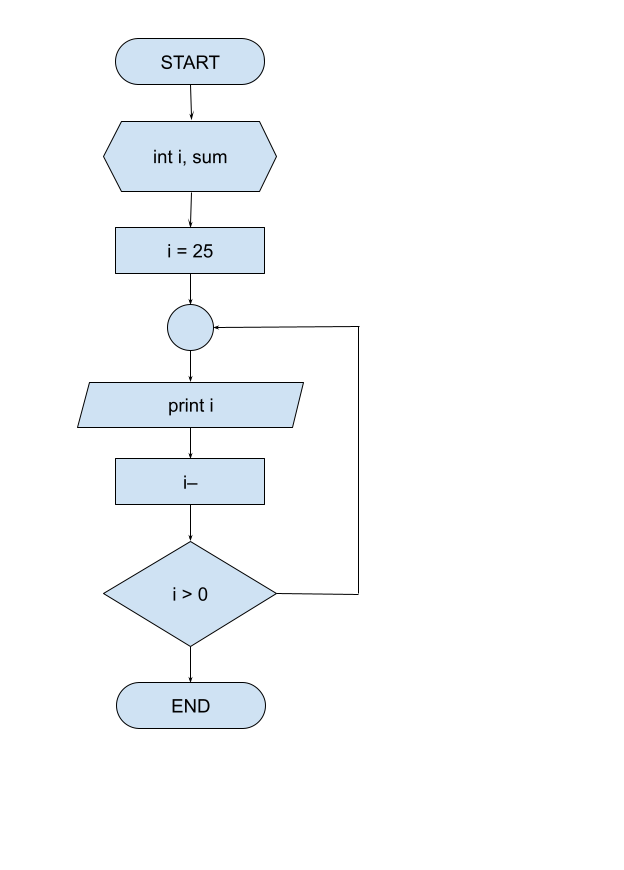 START
int i, sum
i = 25
print i
i–
i > 0
END